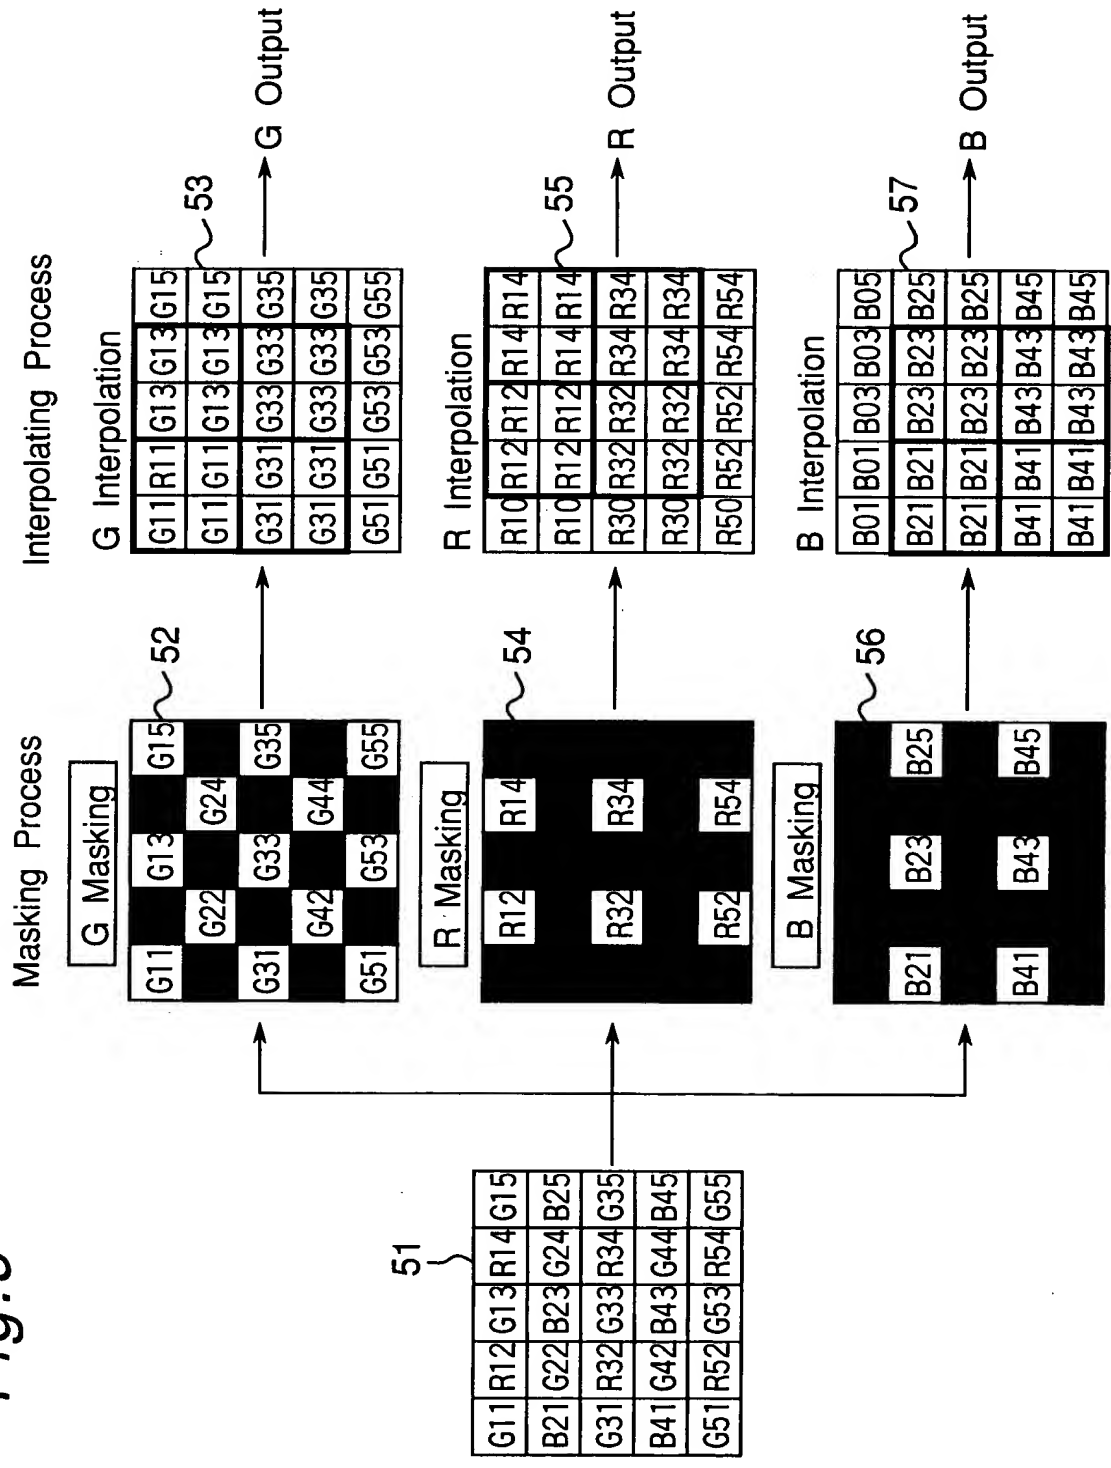 Masking Process
Interpolating Process
G Masking
52
G11 G13 G15
G22 G24
G31 G33 G35
G42 G44
G51 G53 G55
G Interpolation
53
G11 R11 G13 G13 G15
G11 G11 G13 G13 G15
G31 G31 G33 G33 G35
G31 G31 G33 G33 G35
G51 G51 G53 G53 G55
G Output
51
G11 R12 G13 R14 G15
B21 G22 B23 G24 B25
G31 R32 G33 R34 G35
B41 G42 B43 G44 B45
G51 R52 G53 R54 G55
R Masking
54
R12 R14
R32 R34
R52 R54
R Interpolation
55
R10 R12 R12 R14 R14
R10 R12 R12 R14 R14
R30 R32 R32 R34 R34
R30 R32 R32 R34 R34
R50 R52 R52 R54 R54
R Output
B Masking
56
B21 B23 B25
B41 B43 B45
B Interpolation
57
B01 B01 B03 B03 B05
B21 B21 B23 B23 B25
B21 B21 B23 B23 B25
B41 B41 B43 B43 B45
B41 B41 B43 B43 B45
B Output